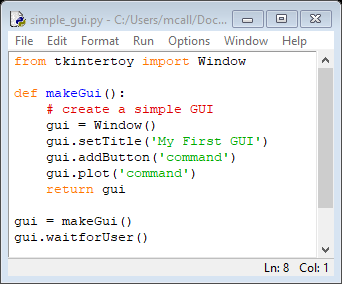 simple_gui.py - C:/Users/mcall/Doc...
File Edit Format Run Options Window Help
from tkintertoy import Window
def makeGui():
    # create a simple GUI
    gui = Window()
    gui.setTitle('My First GUI')
    gui.addButton('command')
    gui.plot('command')
    return gui
gui = makeGui()
gui.waitforUser()
Ln: 8 Col: 1